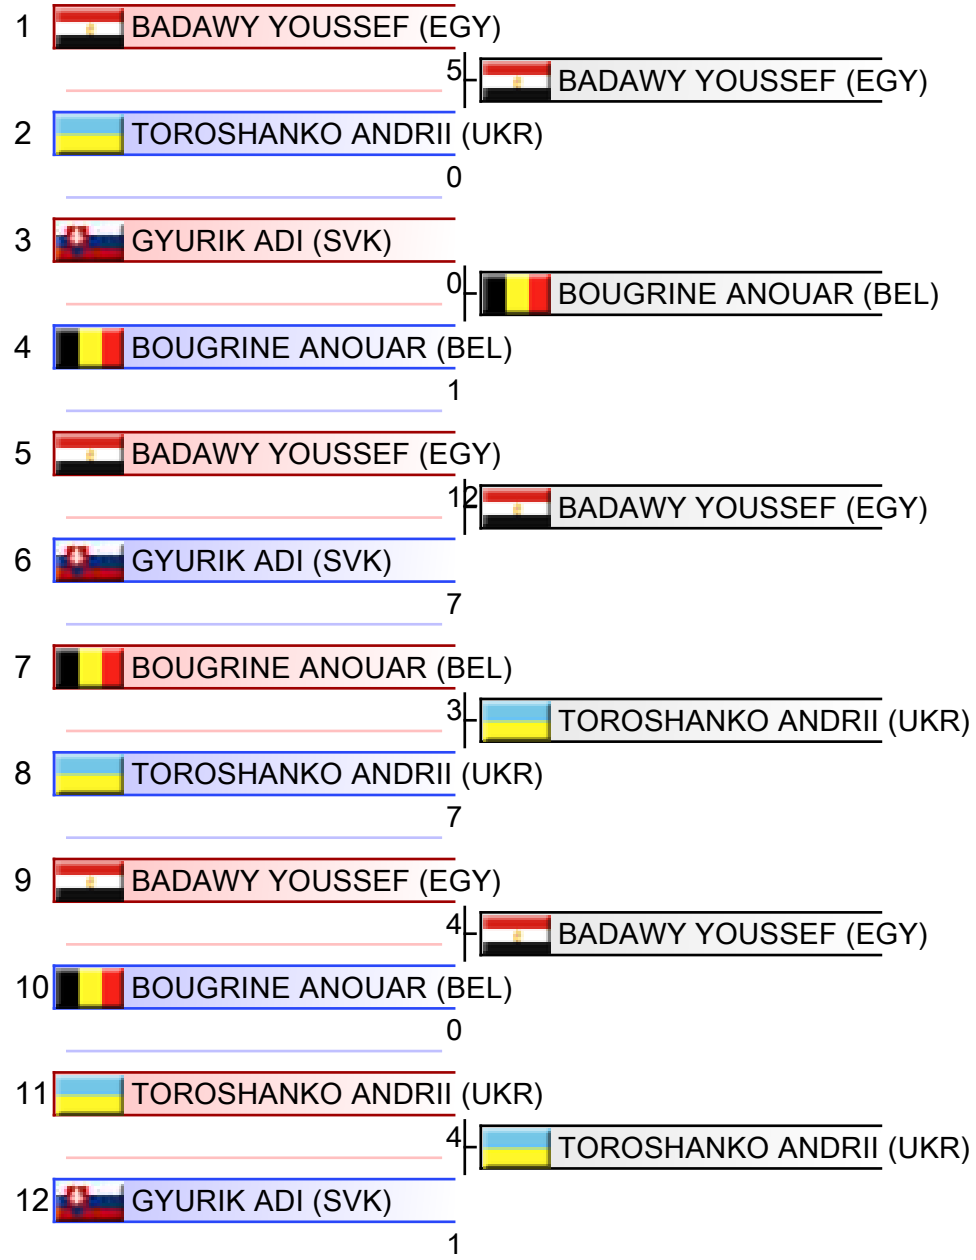 1 BADAWY YOUSSEF (EGY)
5 BADAWY YOUSSEF (EGY)
2 TOROSHANKO ANDRII (UKR)
0
3 GYURIK ADI (SVK)
0 BOUGRINE ANOUAR (BEL)
4 BOUGRINE ANOUAR (BEL)
1
5 BADAWY YOUSSEF (EGY)
12 BADAWY YOUSSEF (EGY)
6 GYURIK ADI (SVK)
7
7 BOUGRINE ANOUAR (BEL)
3 TOROSHANKO ANDRII (UKR)
8 TOROSHANKO ANDRII (UKR)
7
9 BADAWY YOUSSEF (EGY)
4 BADAWY YOUSSEF (EGY)
10 BOUGRINE ANOUAR (BEL)
0
11 TOROSHANKO ANDRII (UKR)
4 TOROSHANKO ANDRII (UKR)
12 GYURIK ADI (SVK)
1